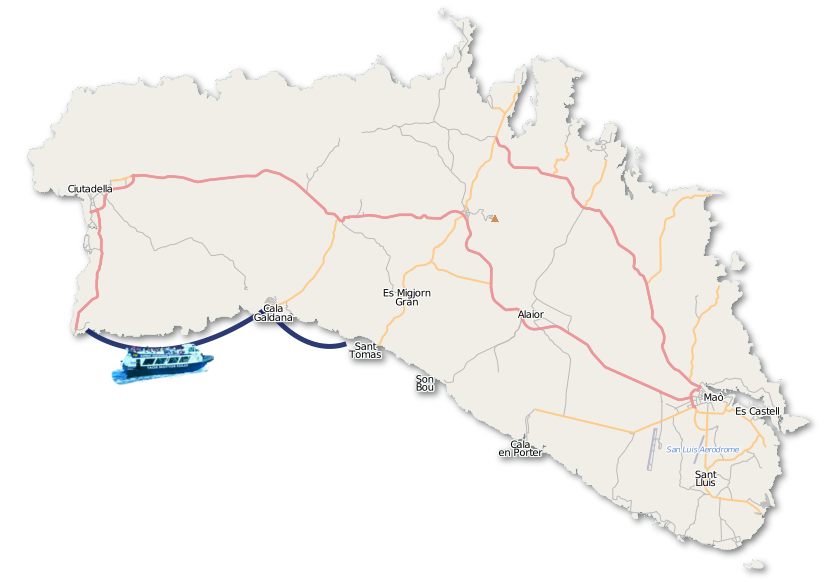 Ciutadella
Cala
Galdana
Es Migjorn
Gran
Alaior
Sant
Tomas
Son
Bou
Cala
en Porter
Maó
Es Castell
San Luis Aerodrome
Sant
Lluis